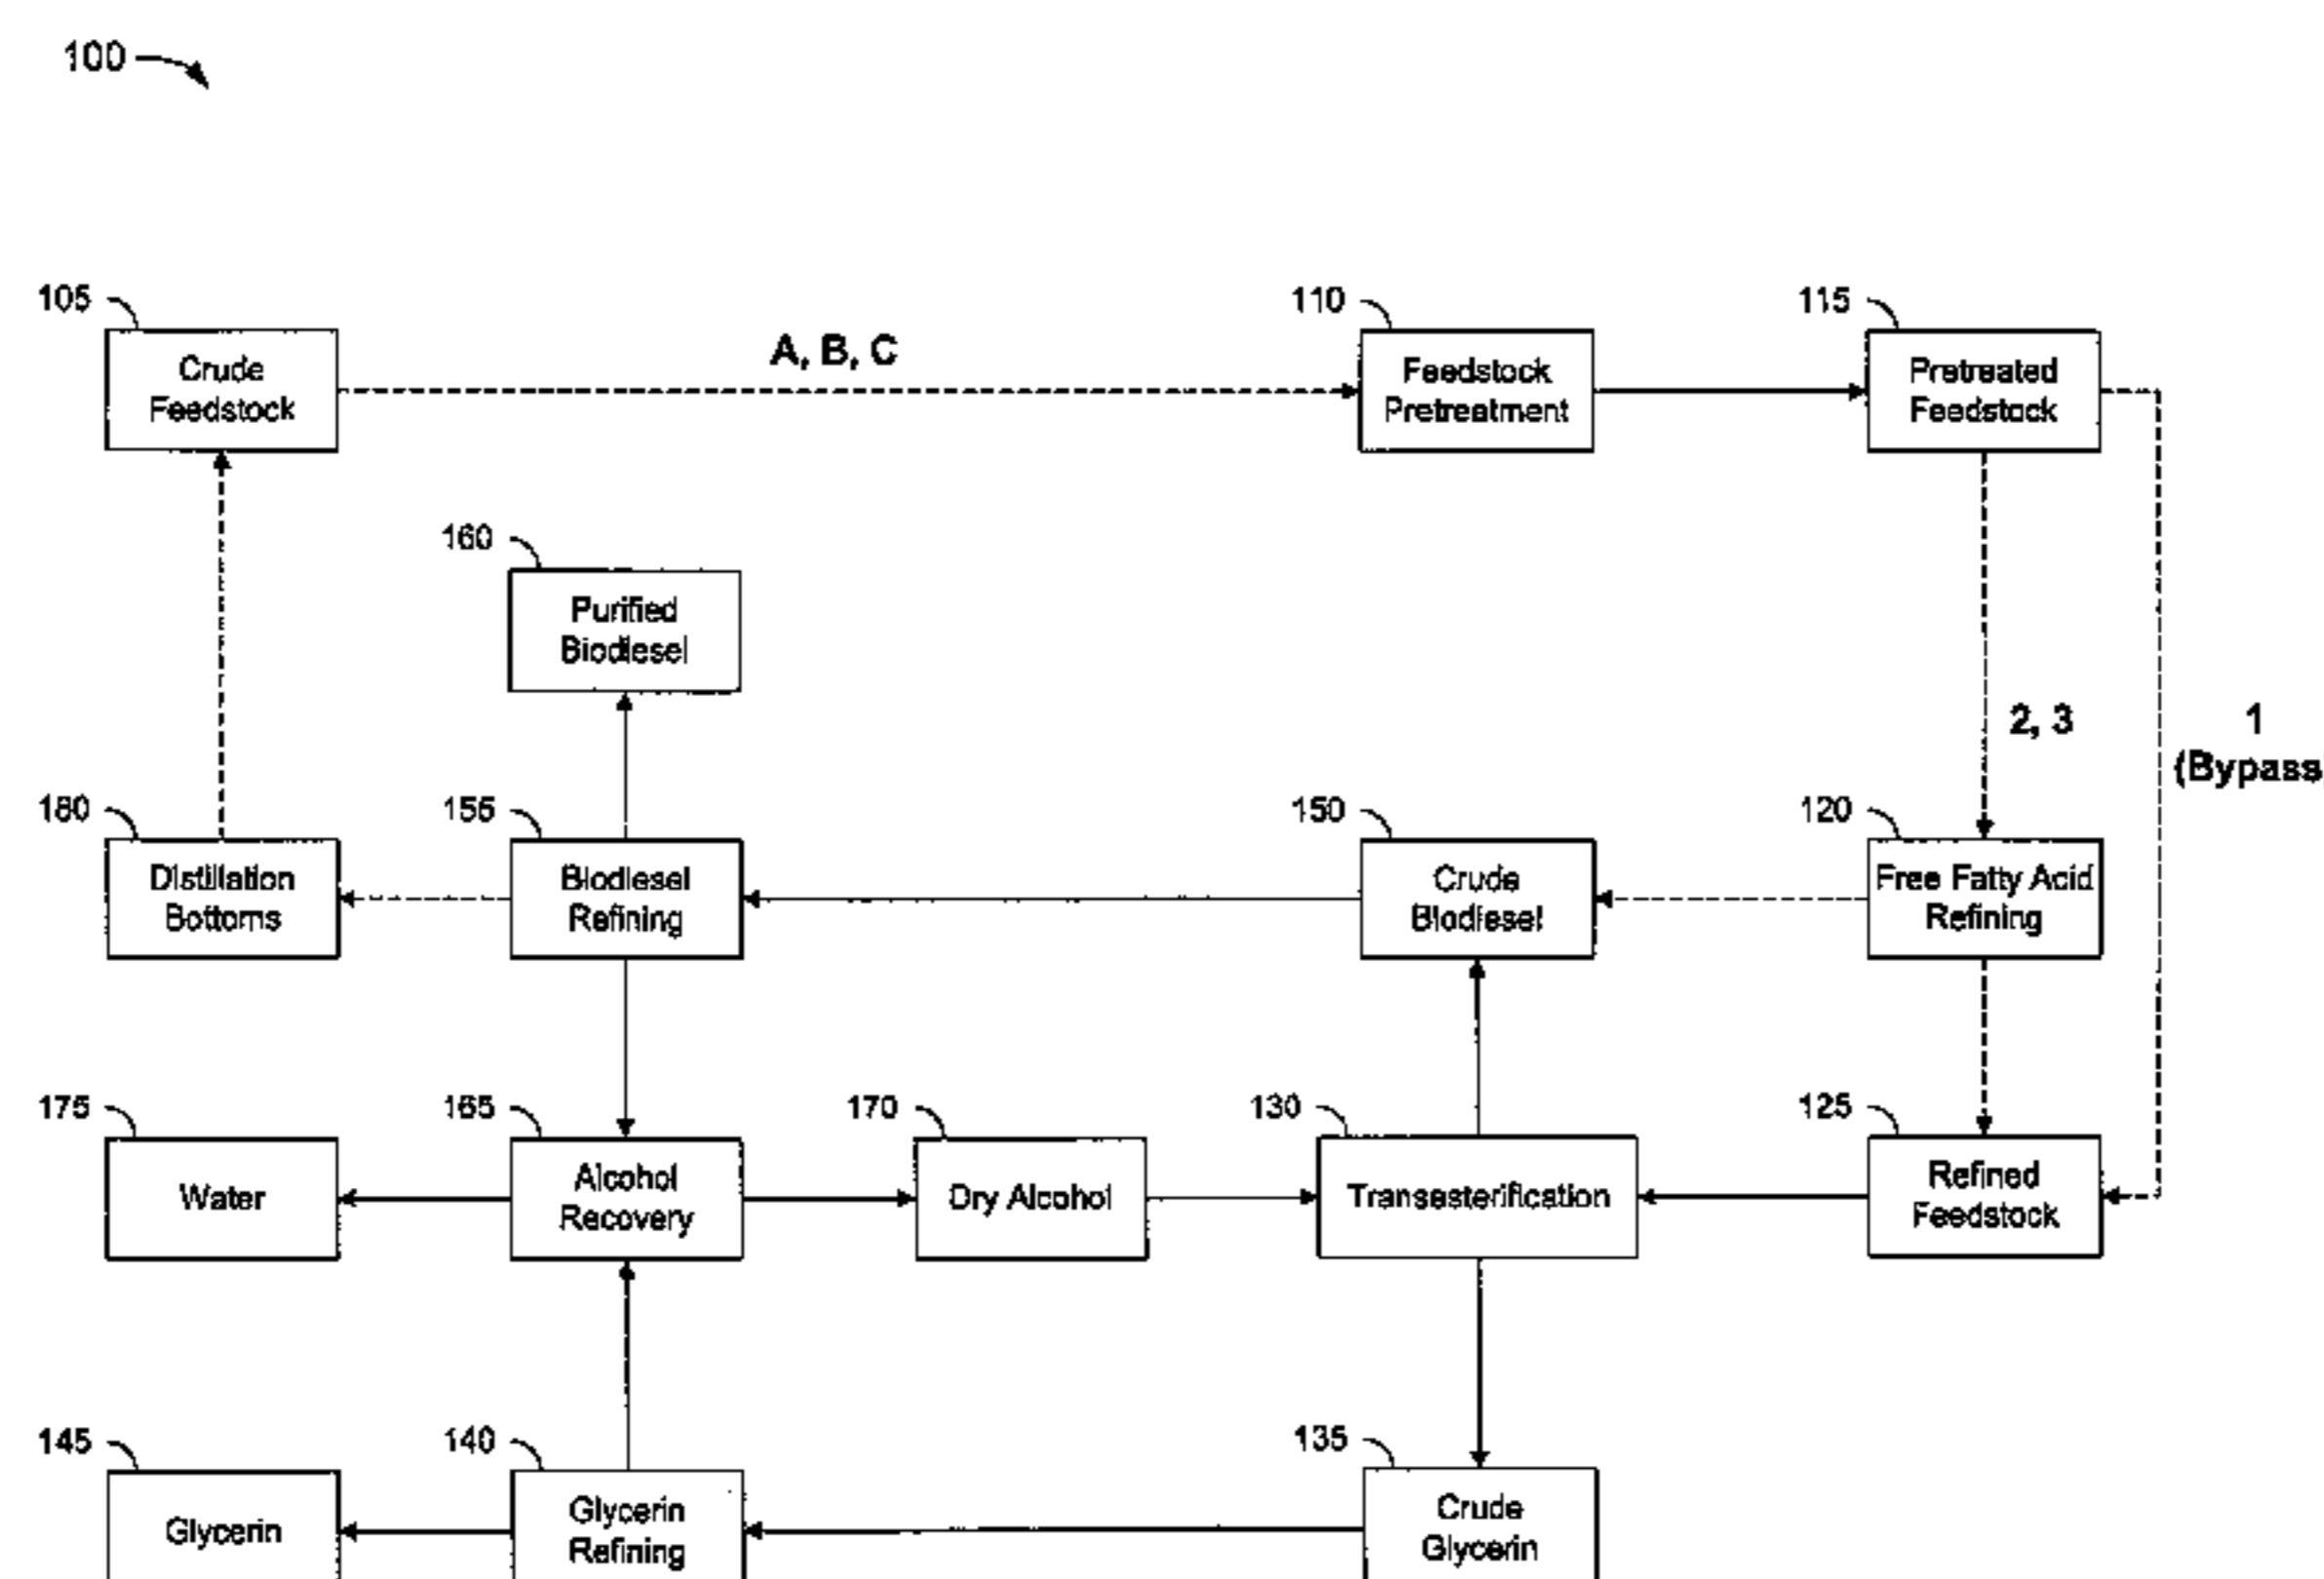 100
105
110
115
Crude
Feedstock
A, B, C
Feedstock
Pretreatment
Pretreated
Feedstock
160
Purified
Biodiesel
2, 3
1
(Bypass
180
155
150
120
Distillation
Bottoms
Biodiesel
Refining
Crude
Biodiesel
Free Fatty Acid
Refining
175
165
170
130
125
Water
Alcohol
Recovery
Dry Alcohol
Transesterification
Refined
Feedstock
145
140
135
Glycerin
Glycerin
Refining
Crude
Glycerin